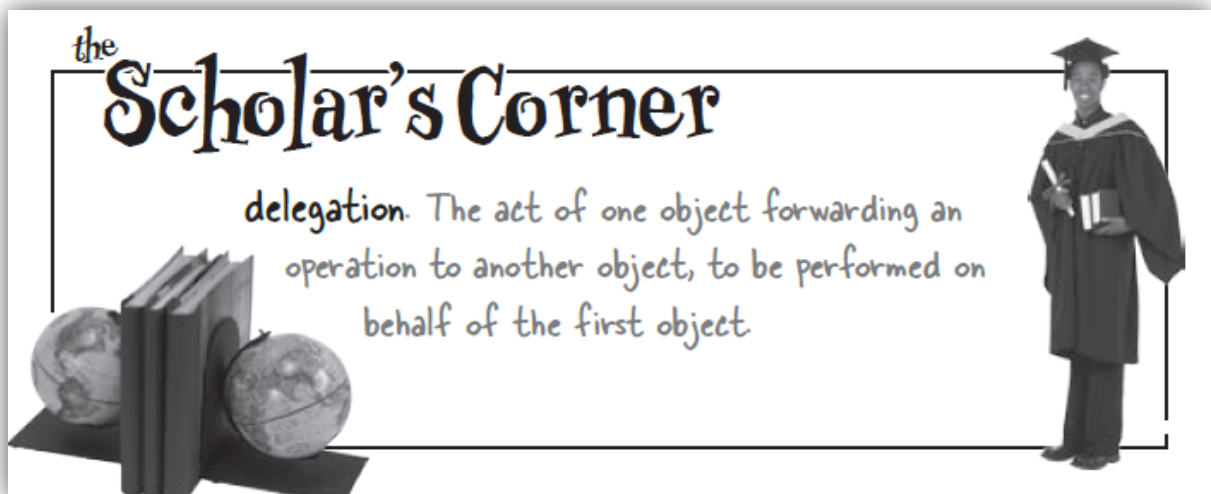 the
Scholar's Corner
delegation. The act of one object forwarding an
operation to another object, to be performed on
behalf of the first object.